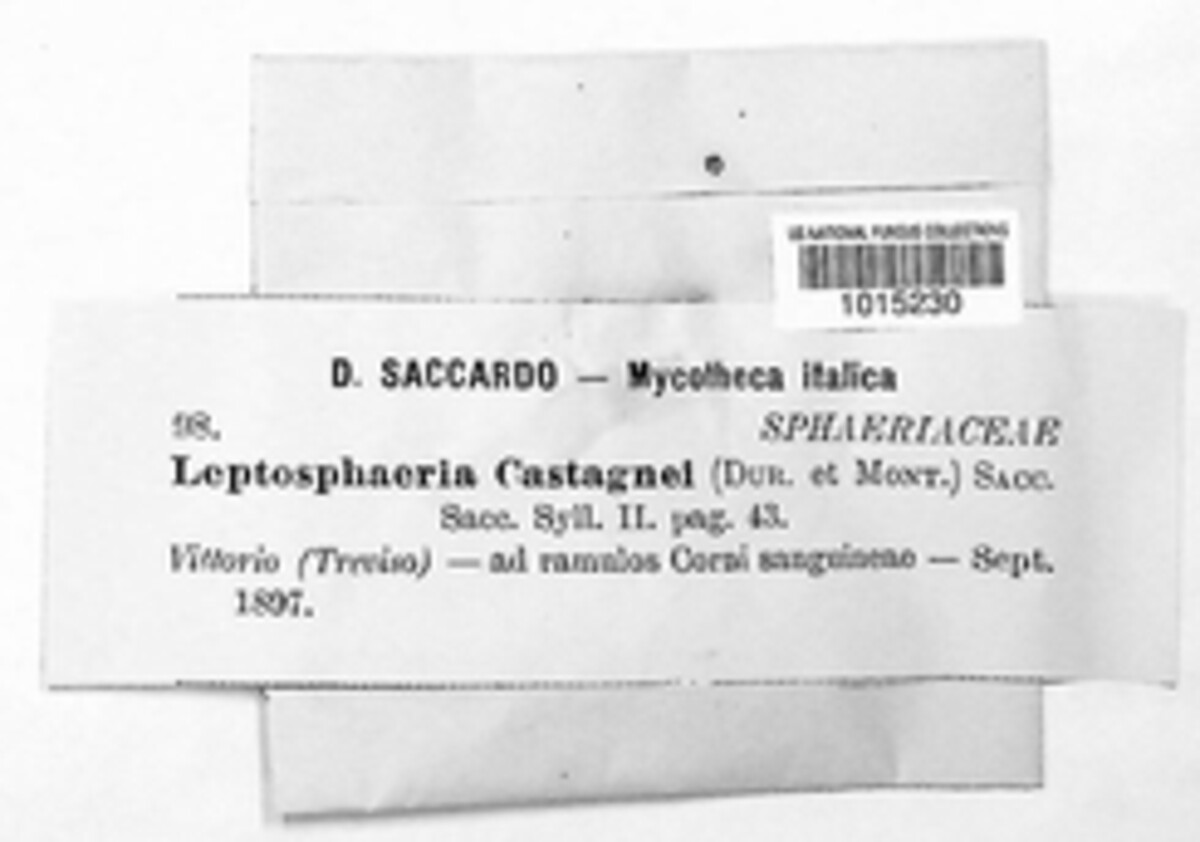 US NATIONAL FUNGUS COLLECTIONS
1015230
D. SACCARDO — Mycotheca italica
98.
SPHAERIACEAE
Leptosphaeria Castagnei (DUR. et MONT.) SACC.
Sacc. Syll. II. pag. 43.
Vittorio (Treviso) — ad ramulos Corni sanguineae — Sept.
1897.